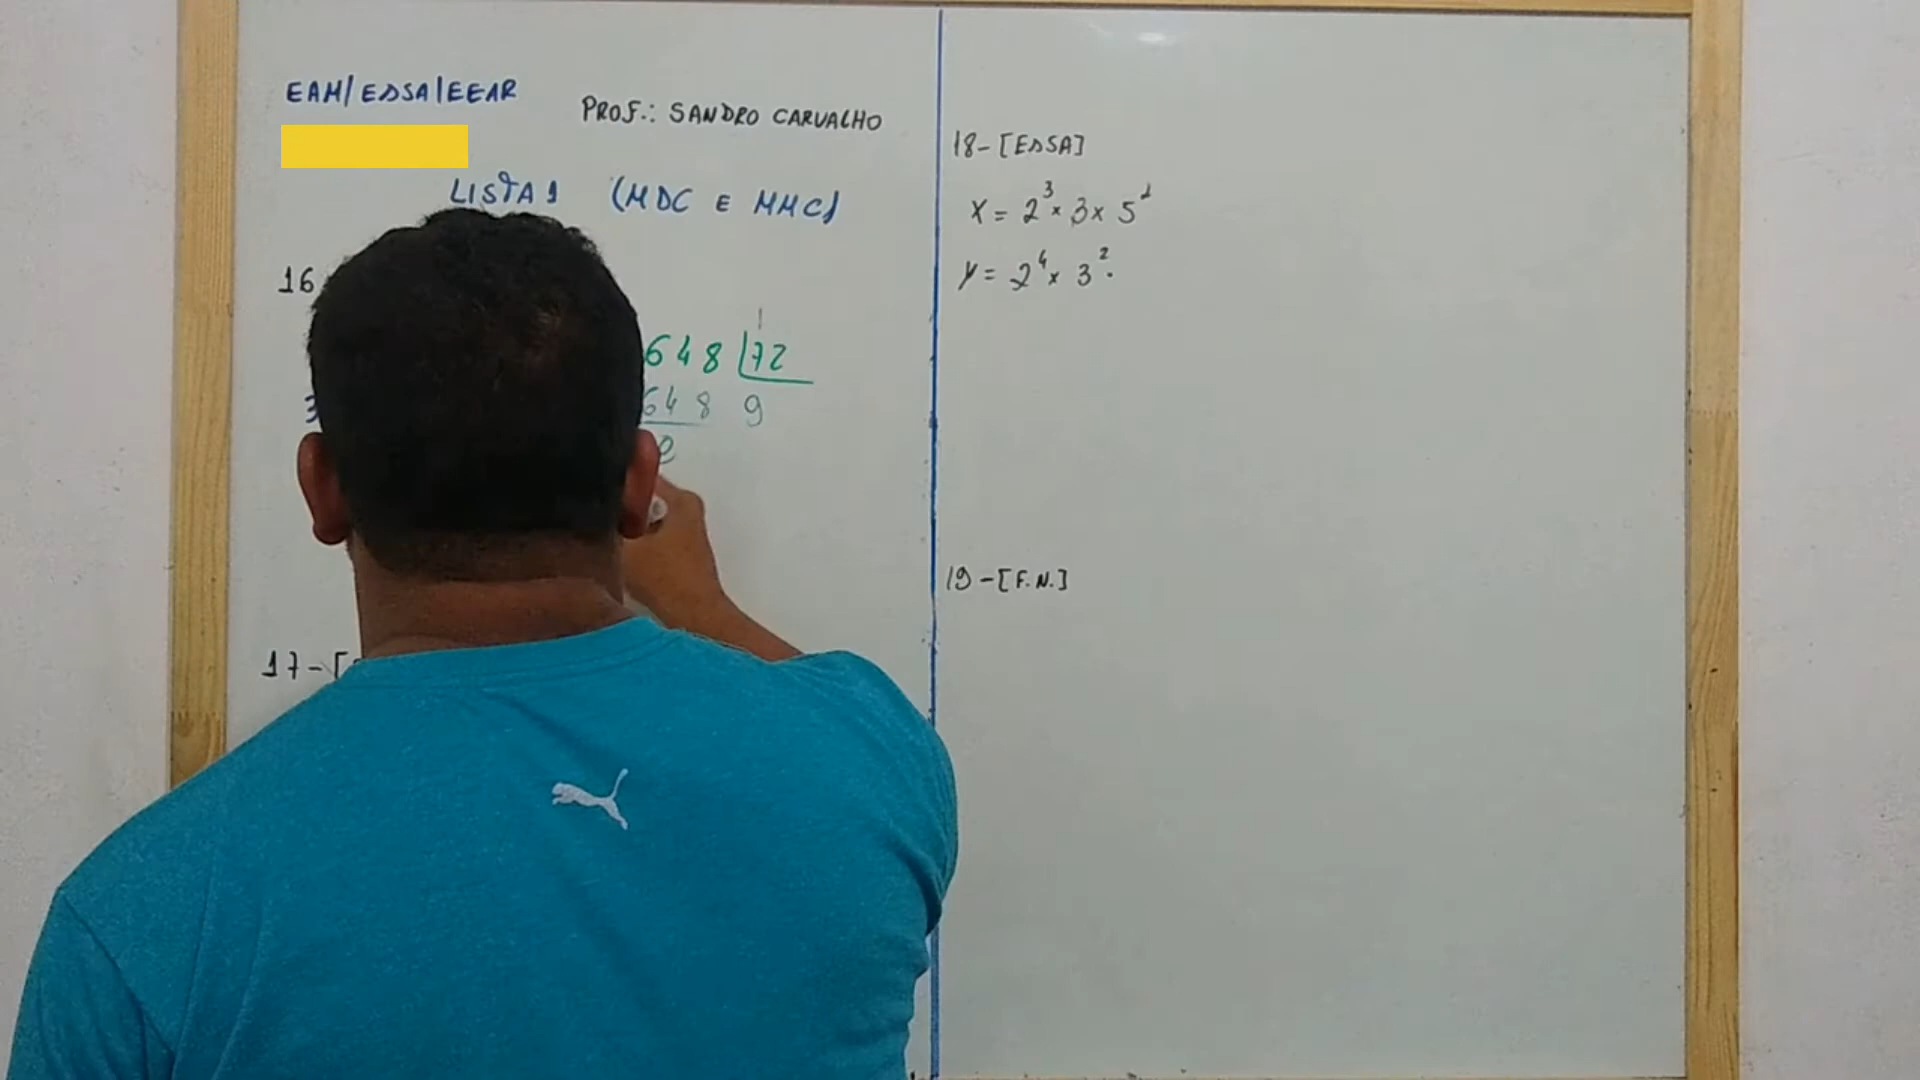 EAM/ESSA/EEAR
PROF.: SANDRO CARVALHO
LISTA 1 (MDC E MMC)
16
648 72
648 9
0
17-[
18-[ESSA]
X = 2³ x 3 x 5¹
y = 2⁴ x 3².
19-[F.N.]